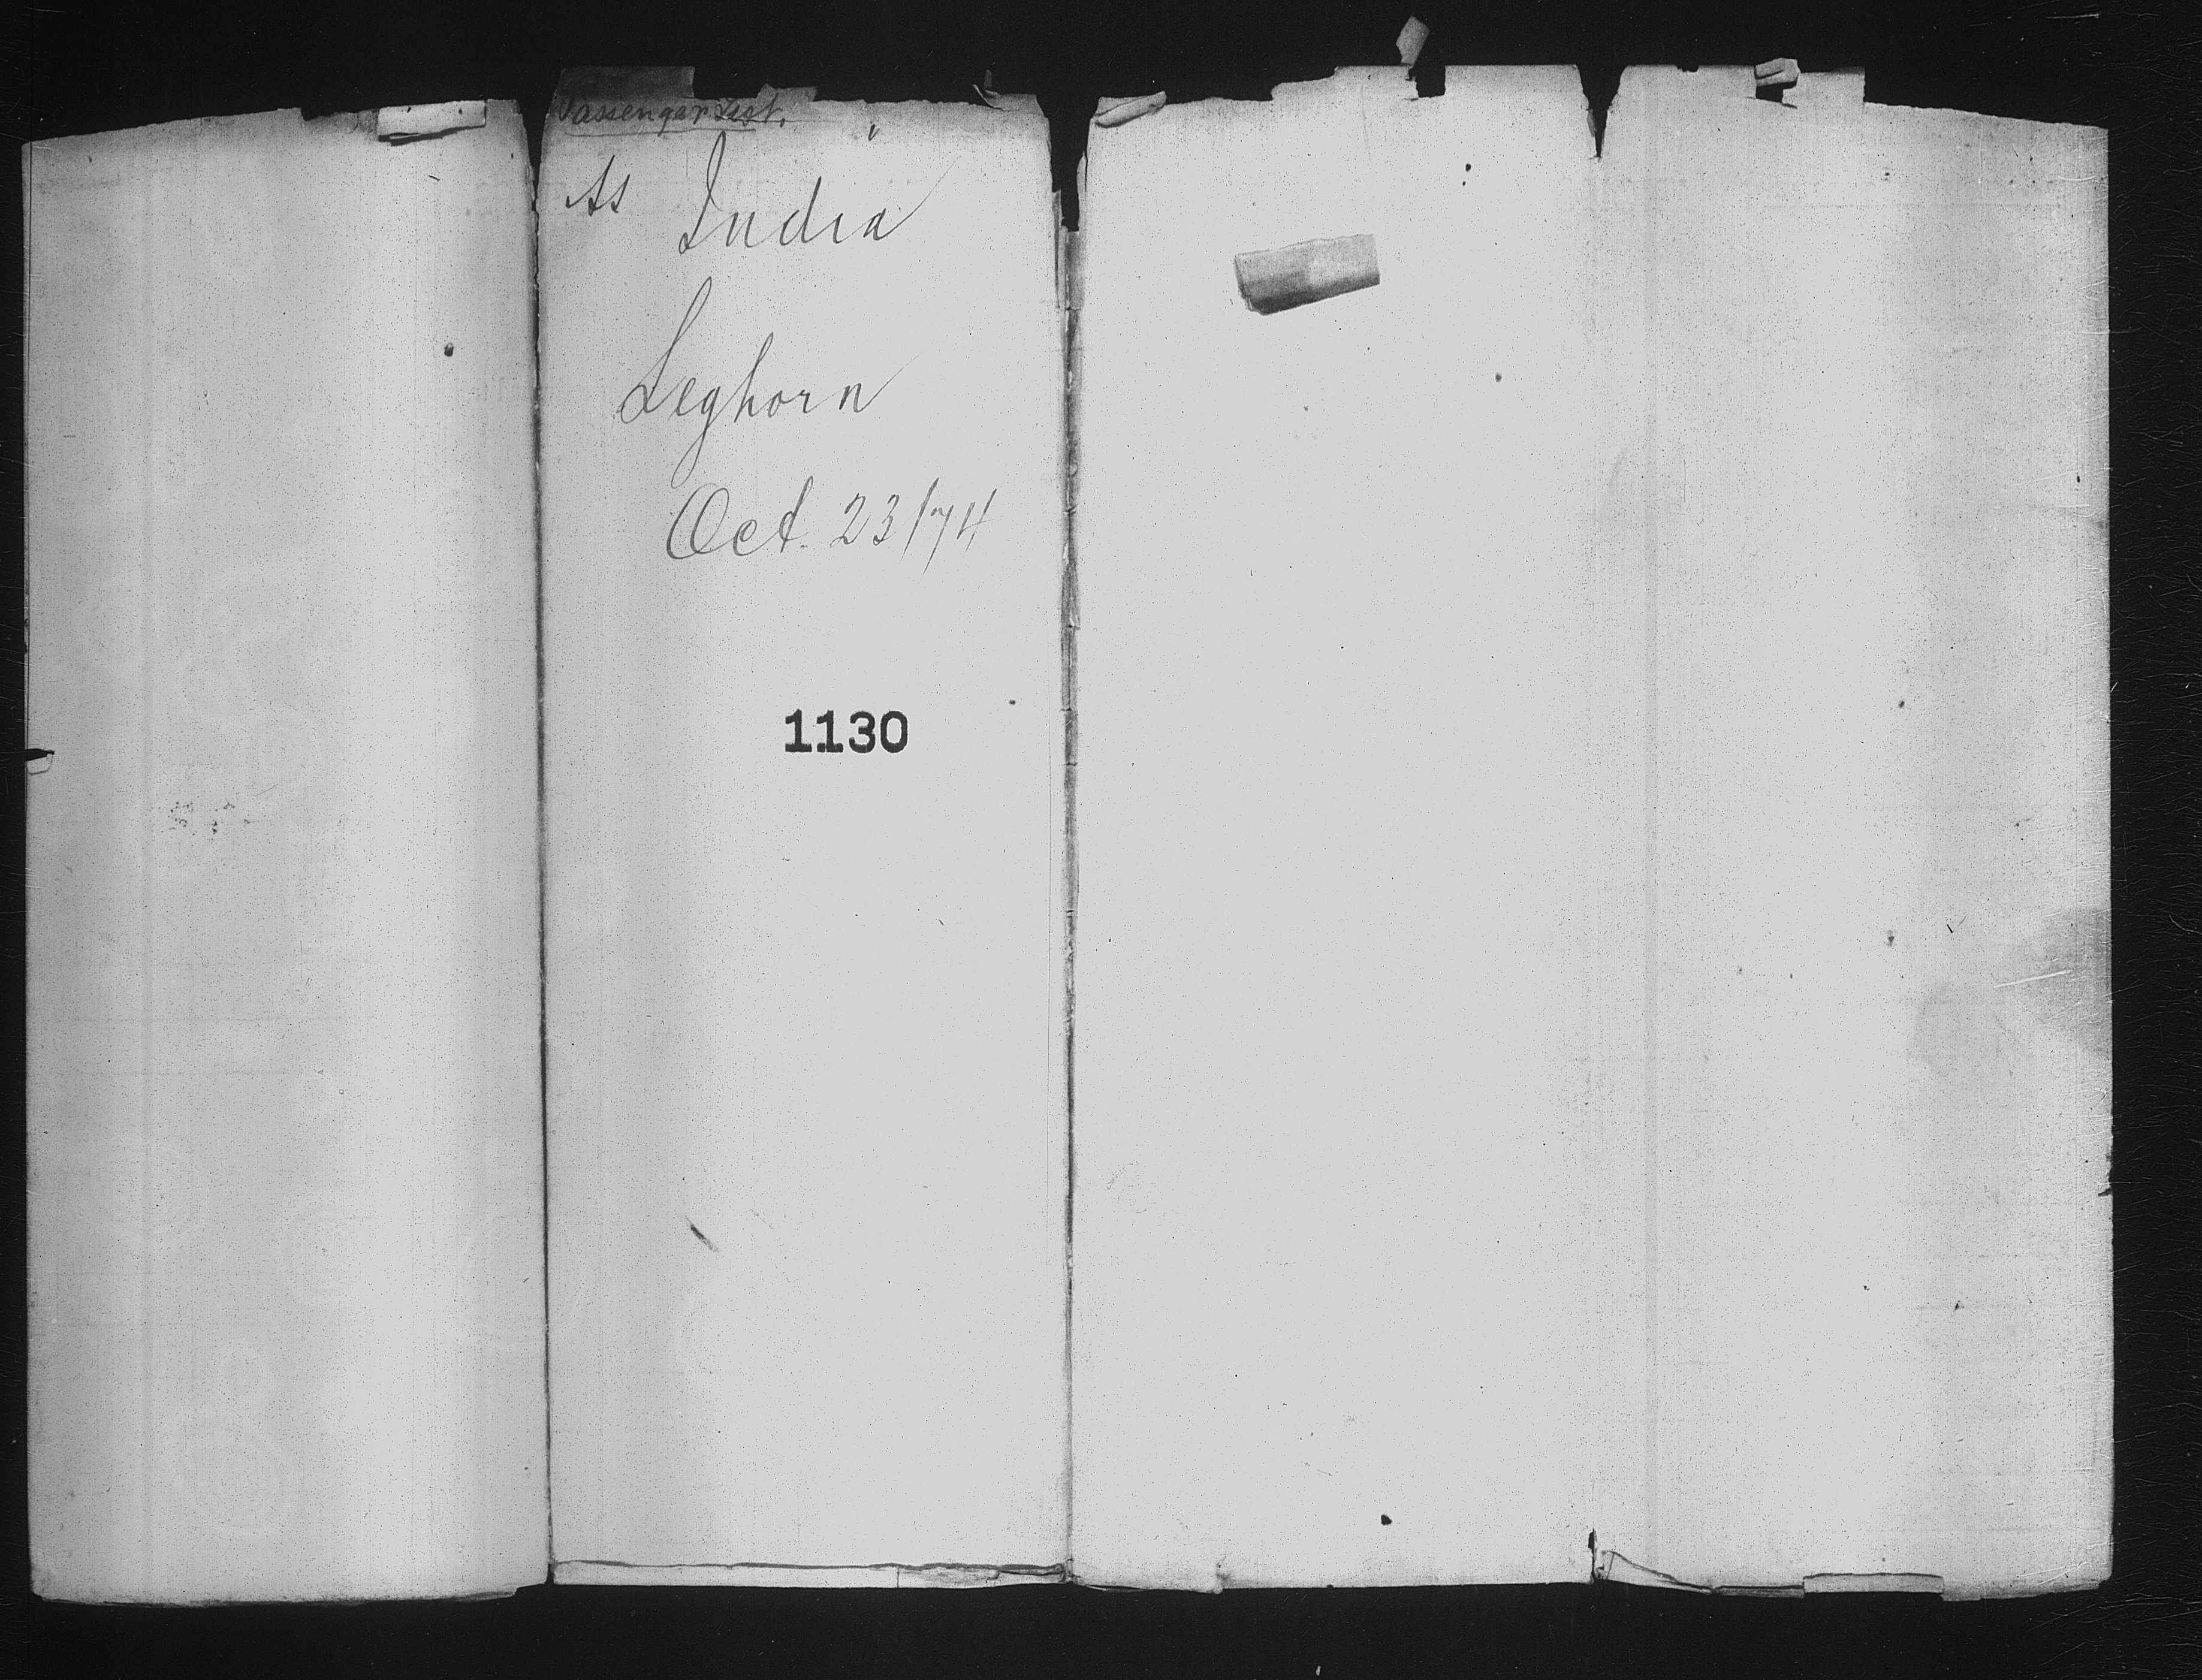 Passenger List.
SS India
Leghorn
Oct. 23/74
1130